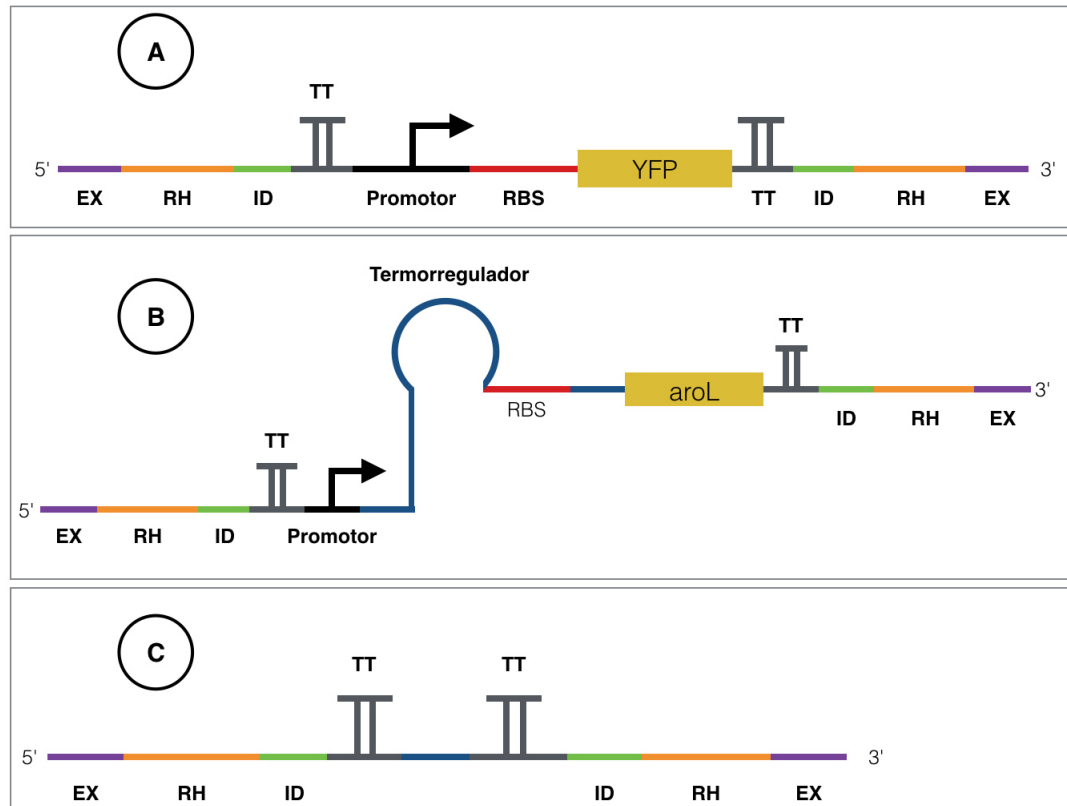 A
TT
TT
5'
YFP
3'
EX RH ID Promotor RBS TT ID RH EX
B
Termorregulador
TT
aroL
3'
RBS
ID RH EX
TT
5'
EX RH ID Promotor
C
TT TT
5' 3'
EX RH ID ID RH EX